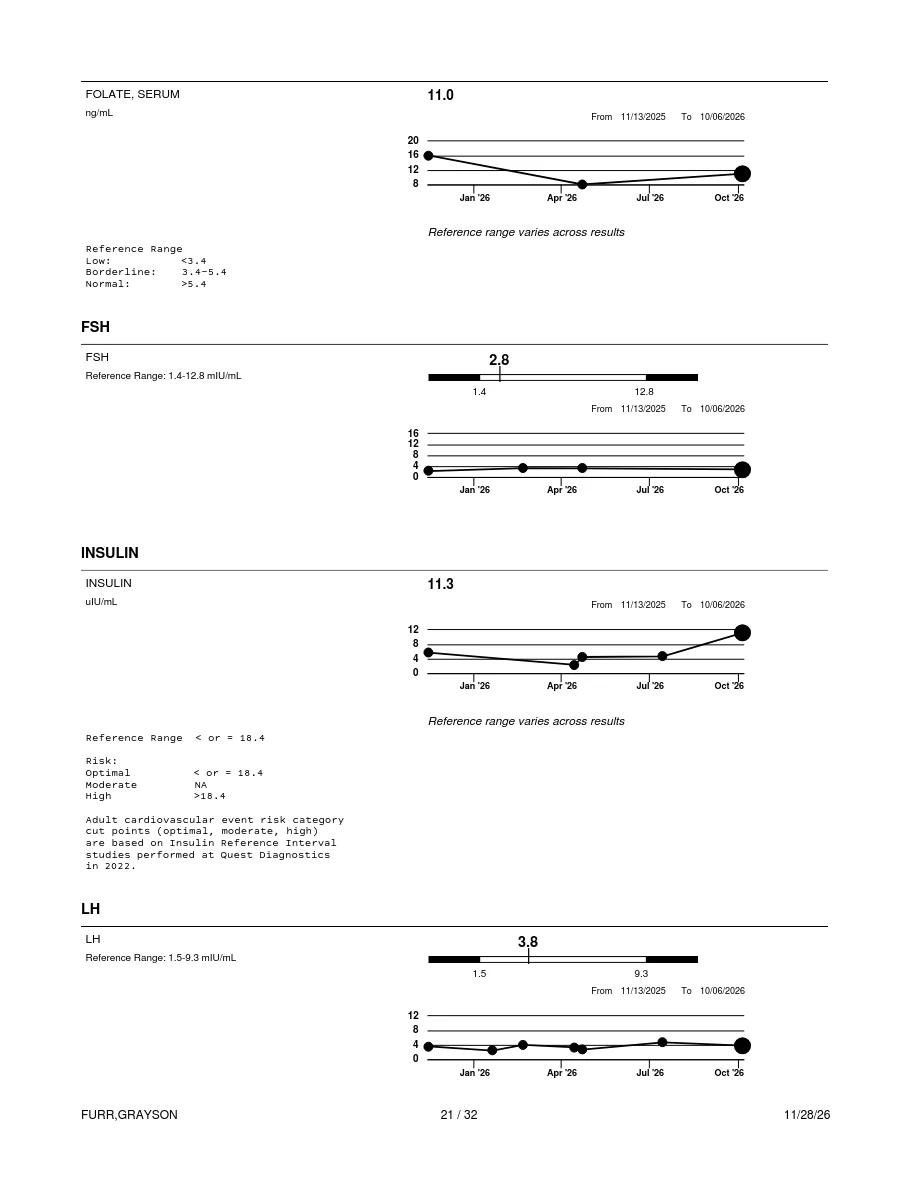 FOLATE, SERUM 11.0
ng/mL
From 11/13/2025 To 10/06/2026
20
16
12
8
Jan '26 Apr '26 Jul '26 Oct '26
Reference range varies across results
Reference Range
Low: <3.4
Borderline: 3.4-5.4
Normal: >5.4
FSH
FSH 2.8
Reference Range: 1.4-12.8 mIU/mL
1.4 12.8
From 11/13/2025 To 10/06/2026
16
12
8
4
0
Jan '26 Apr '26 Jul '26 Oct '26
INSULIN
INSULIN 11.3
uIU/mL
From 11/13/2025 To 10/06/2026
12
8
4
0
Jan '26 Apr '26 Jul '26 Oct '26
Reference range varies across results
Reference Range < or = 18.4
Risk:
Optimal < or = 18.4
Moderate NA
High >18.4
Adult cardiovascular event risk category
cut points (optimal, moderate, high)
are based on Insulin Reference Interval
studies performed at Quest Diagnostics
in 2022.
LH
LH 3.8
Reference Range: 1.5-9.3 mIU/mL
1.5 9.3
From 11/13/2025 To 10/06/2026
12
8
4
0
Jan '26 Apr '26 Jul '26 Oct '26
FURR,GRAYSON 21 / 32 11/28/26